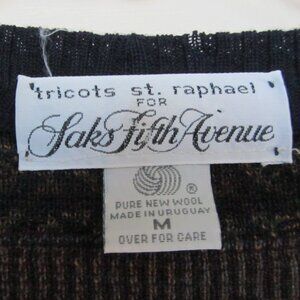 tricots st. raphael
FOR
Saks Fifth Avenue
®
PURE NEW WOOL
MADE IN URUGUAY
M
OVER FOR CARE